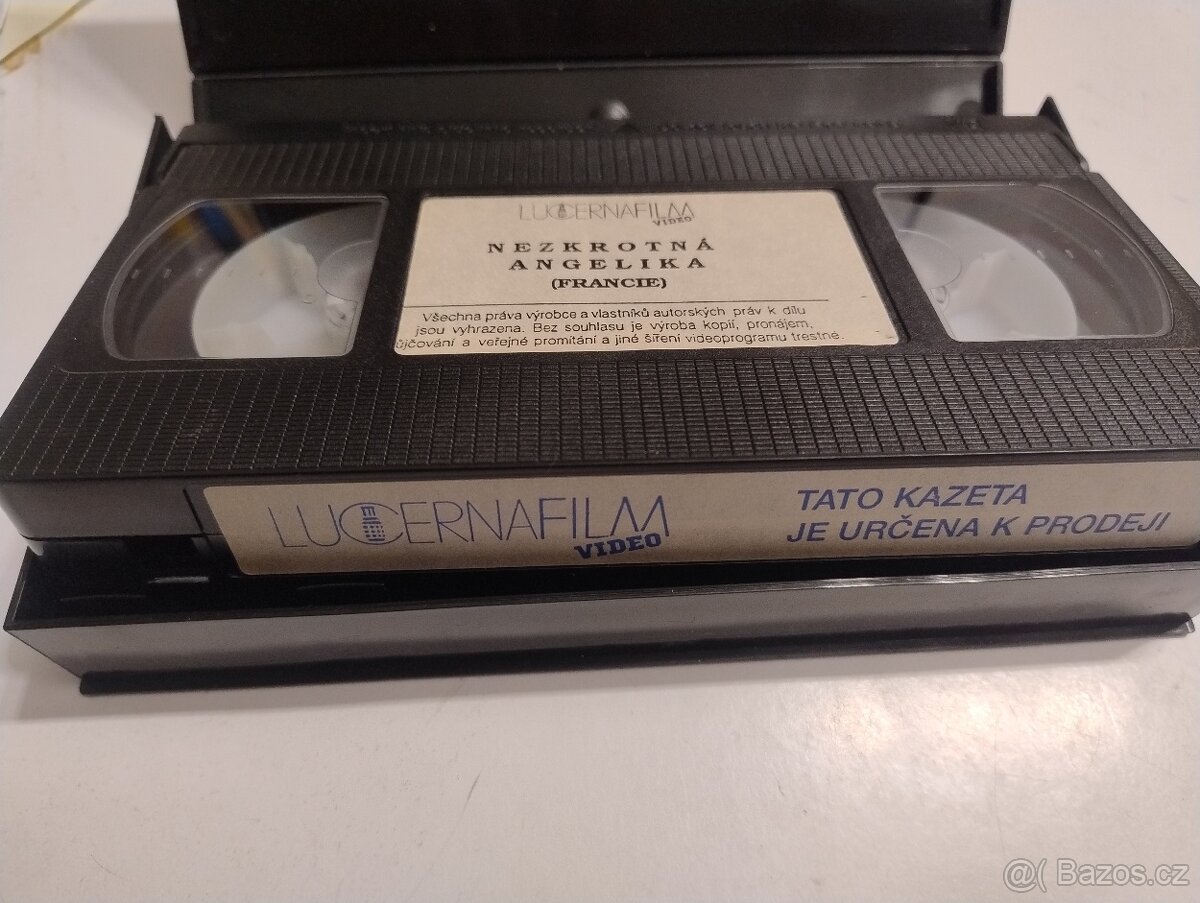 LUCERNAFILM
VIDEO
NEZKROTNÁ
ANGELIKA
(FRANCIE)
Všechna práva výrobce a vlastníků autorských práv k dílu
jsou vyhrazena. Bez souhlasu je výroba kopií, pronájem,
ůjčování a veřejné promítání a jiné šíření videoprogramu trestné.
LUCERNAFILM
VIDEO
TATO KAZETA
JE URČENA K PRODEJI
@( Bazos.cz